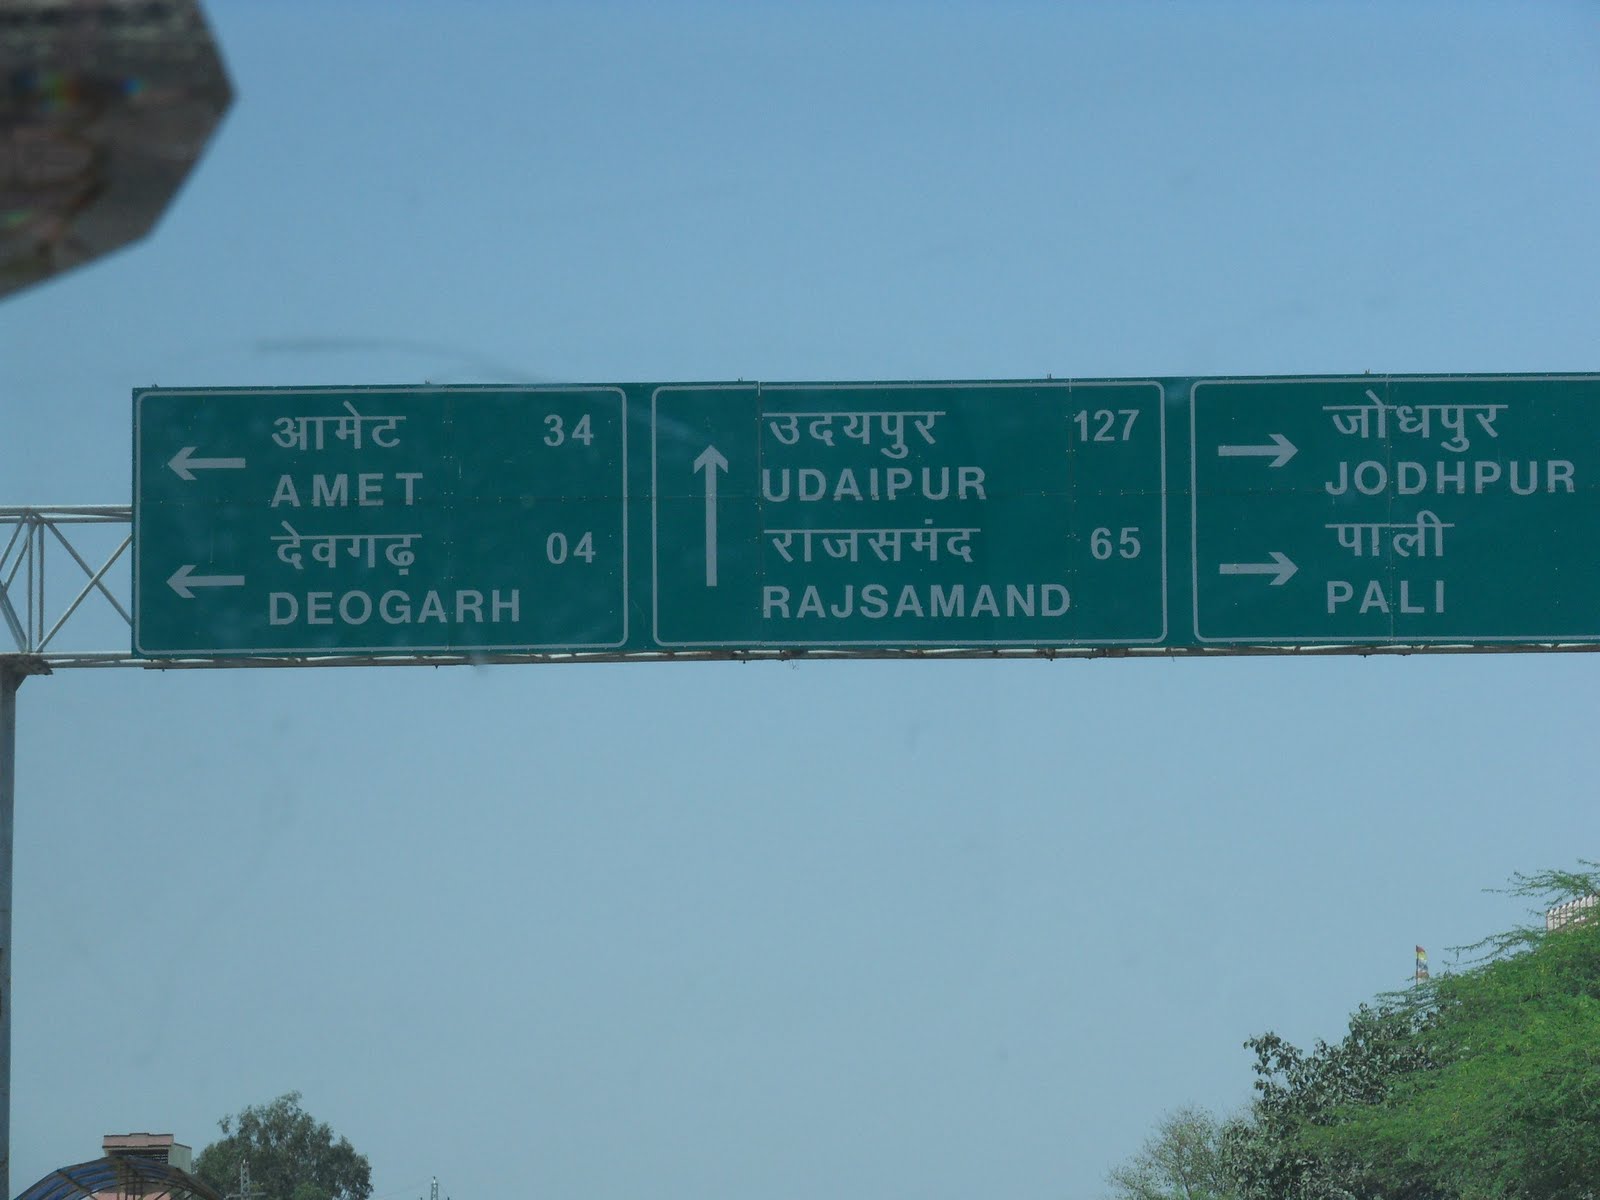 आमेट 34
AMET
देवगढ़ 04
DEOGARH
उदयपुर 127
UDAIPUR
राजसमंद 65
RAJSAMAND
जोधपुर
JODHPUR
पाली
PALI